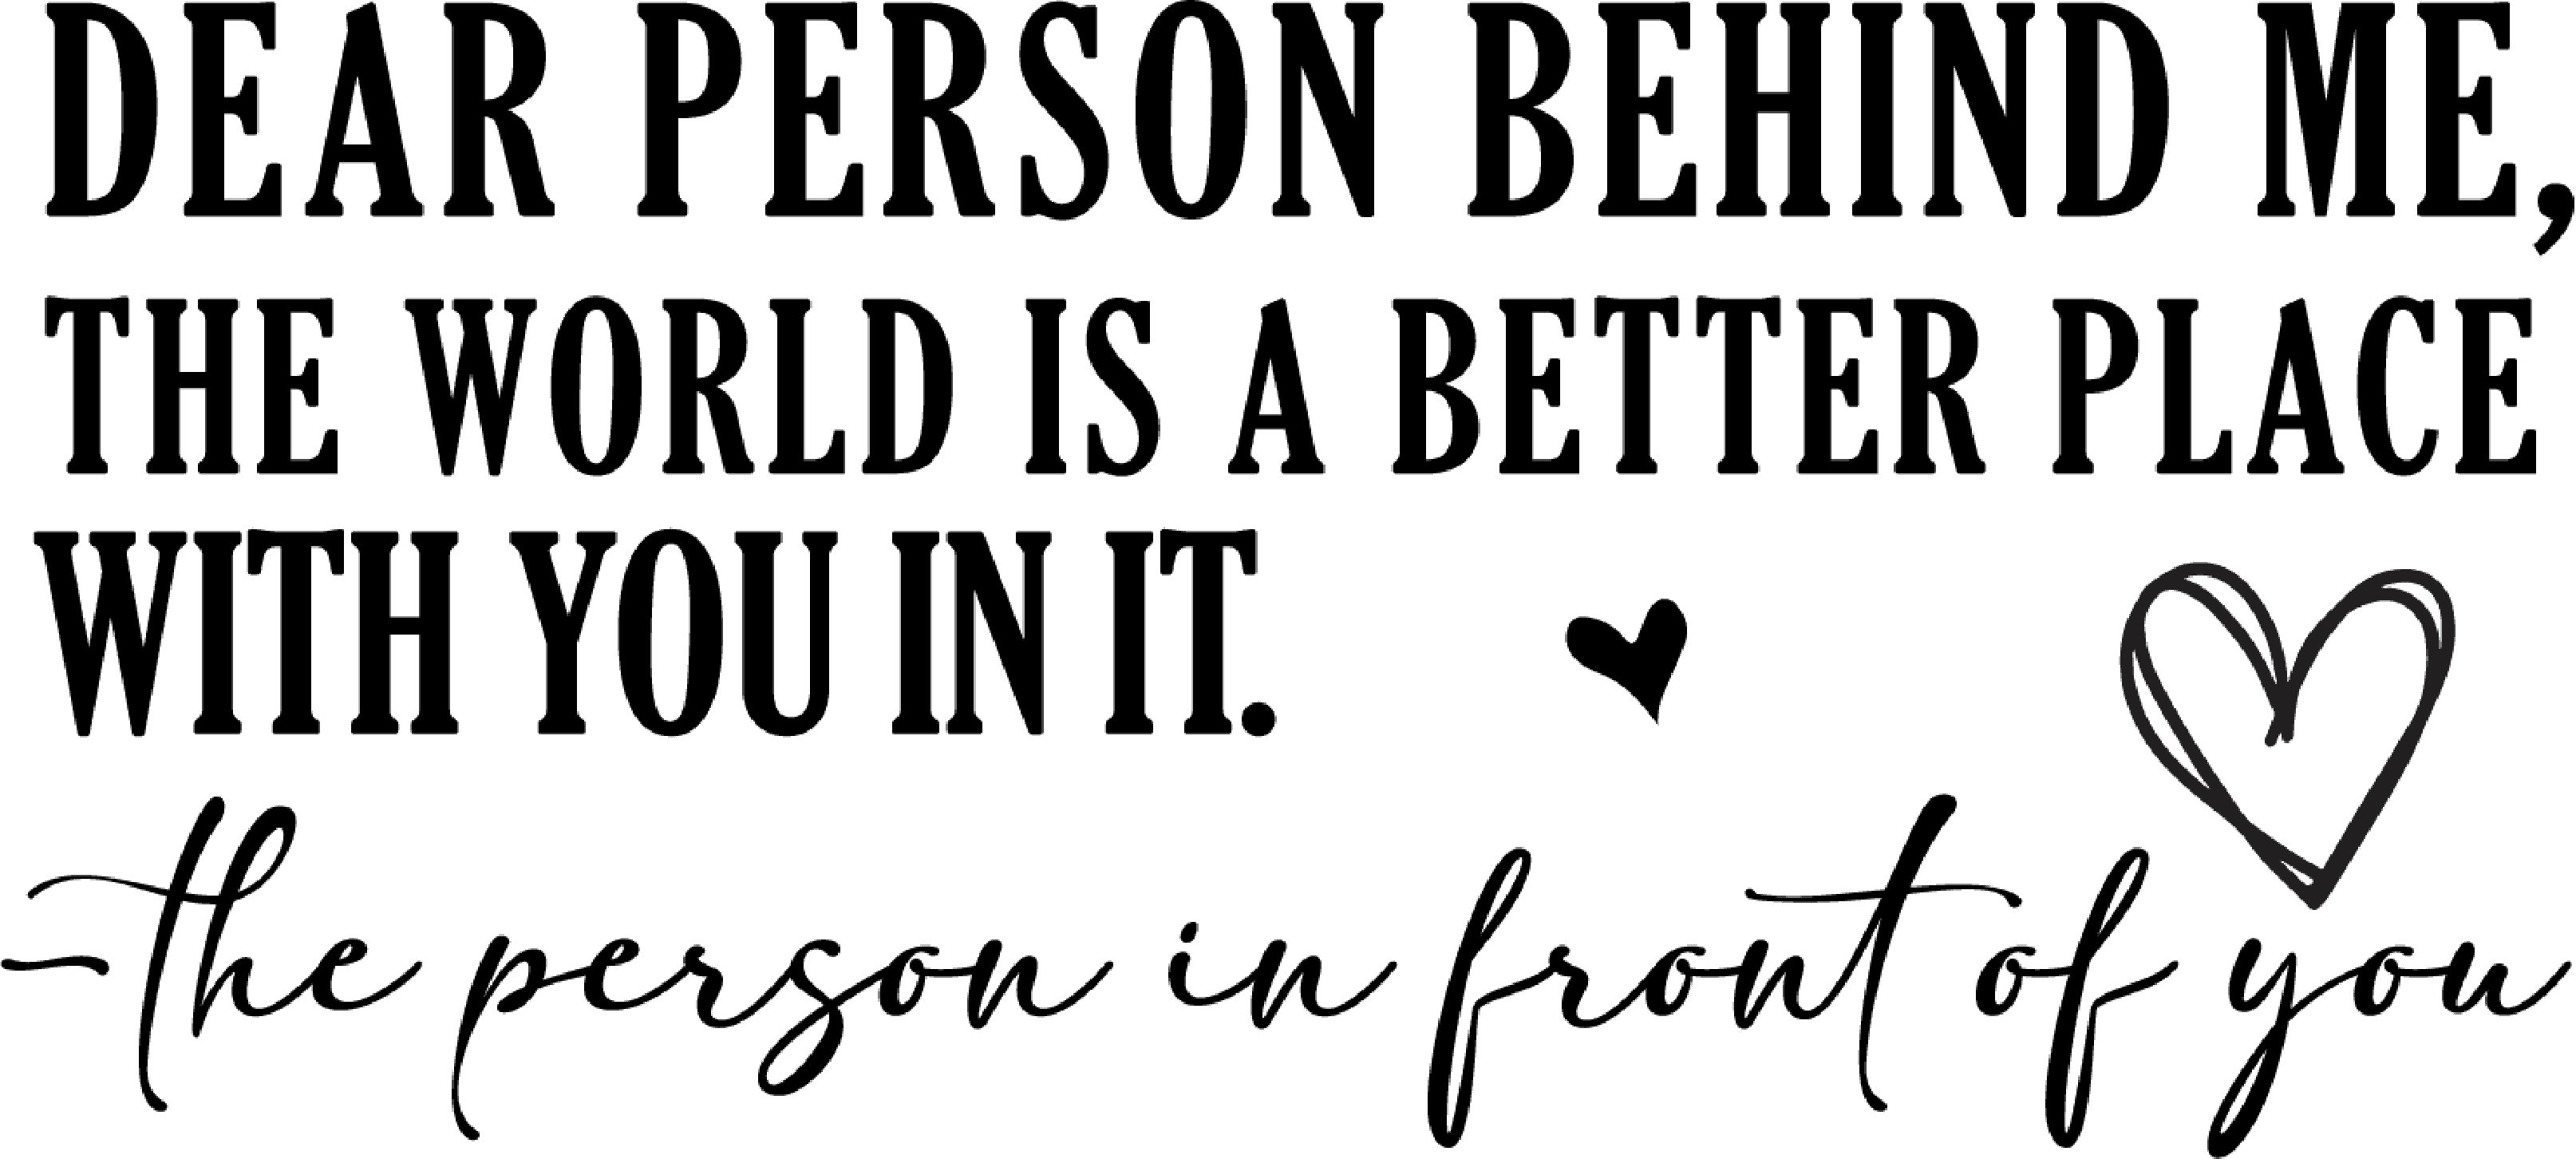 DEAR PERSON BEHIND ME,
THE WORLD IS A BETTER PLACE
WITH YOU IN IT.
-the person in front of you